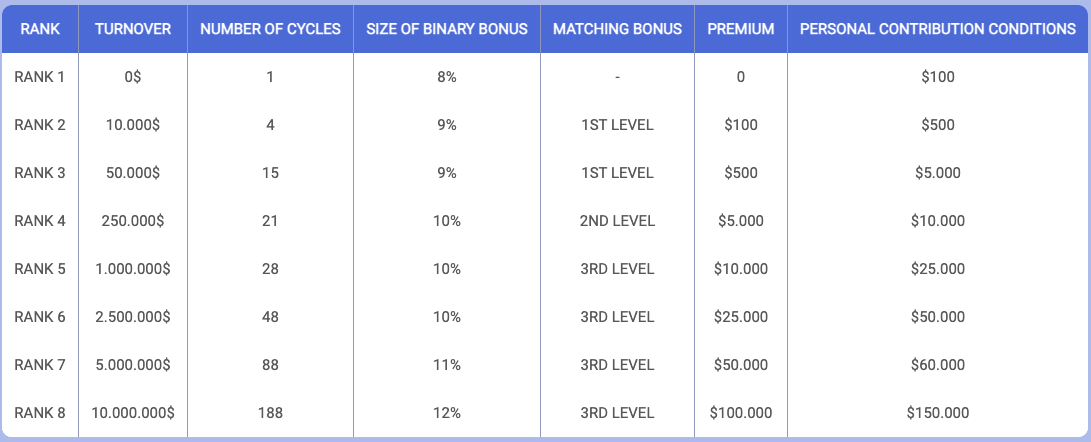 RANK TURNOVER NUMBER OF CYCLES SIZE OF BINARY BONUS MATCHING BONUS PREMIUM PERSONAL CONTRIBUTION CONDITIONS
RANK 1 0$ 1 8% - 0 $100
RANK 2 10.000$ 4 9% 1ST LEVEL $100 $500
RANK 3 50.000$ 15 9% 1ST LEVEL $500 $5.000
RANK 4 250.000$ 21 10% 2ND LEVEL $5.000 $10.000
RANK 5 1.000.000$ 28 10% 3RD LEVEL $10.000 $25.000
RANK 6 2.500.000$ 48 10% 3RD LEVEL $25.000 $50.000
RANK 7 5.000.000$ 88 11% 3RD LEVEL $50.000 $60.000
RANK 8 10.000.000$ 188 12% 3RD LEVEL $100.000 $150.000